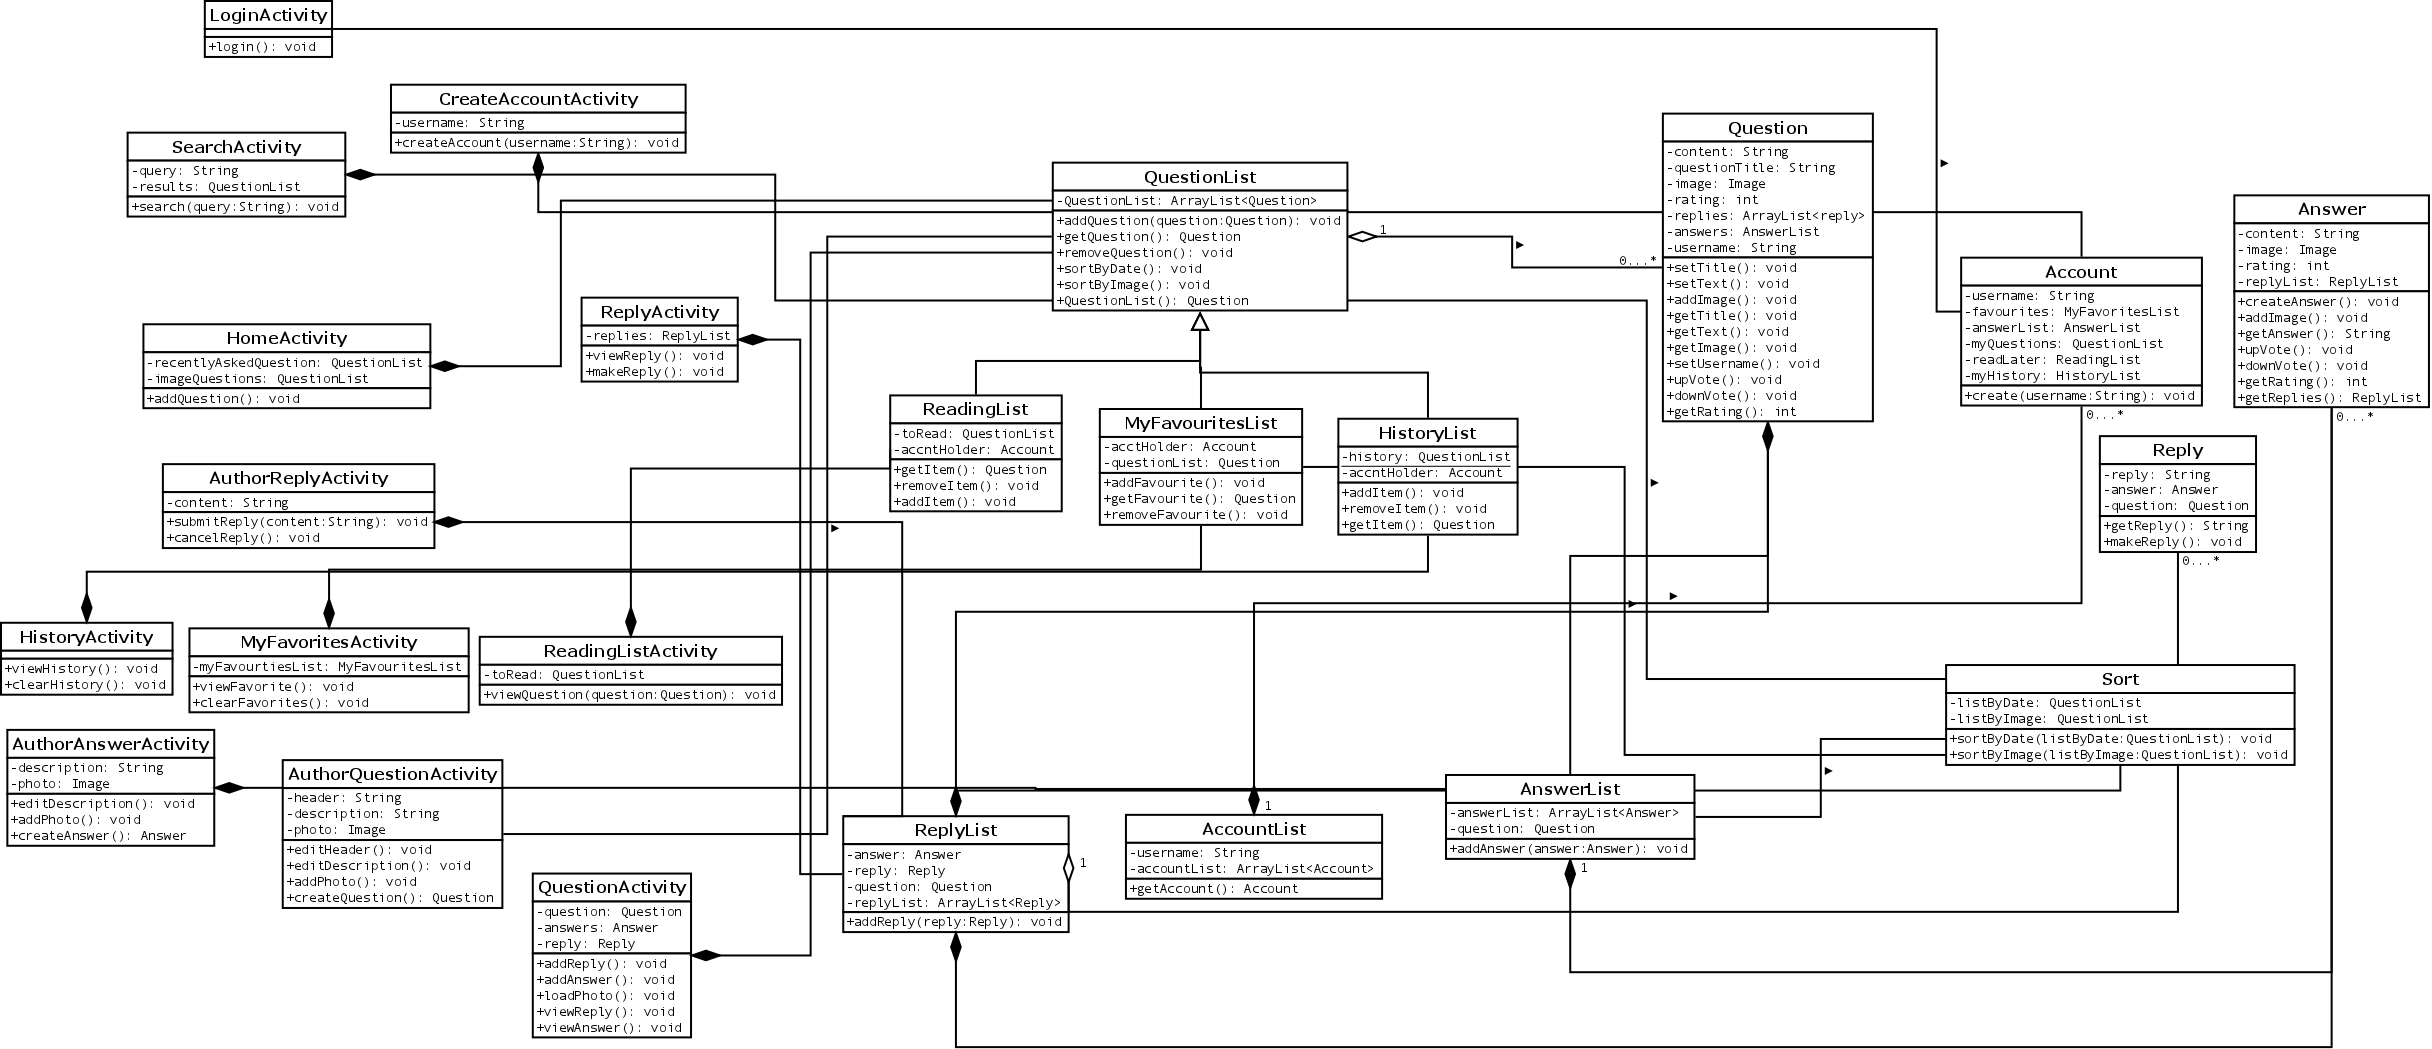 LoginActivity
+login(): void
CreateAccountActivity
-username: String
+createAccount(username:String): void
SearchActivity
-query: String
-results: QuestionList
+search(query:String): void
QuestionList
-QuestionList: ArrayList<Question>
+addQuestion(question:Question): void
+getQuestion(): Question
+removeQuestion(): void
+sortByDate(): void
+sortByImage(): void
+QuestionList(): Question
1
0...*
Question
-content: String
-questionTitle: String
-image: Image
-rating: int
-replies: ArrayList<reply>
-answers: AnswerList
-username: String
+setTitle(): void
+setText(): void
+addImage(): void
+getTitle(): void
+getText(): void
+getImage(): void
+setUsername(): void
+upVote(): void
+downVote(): void
+getRating(): int
Account
-username: String
-favourites: MyFavoritesList
-answerList: AnswerList
-myQuestions: QuestionList
-readLater: ReadingList
-myHistory: HistoryList
+create(username:String): void
0...*
Answer
-content: String
-image: Image
-rating: int
-replyList: ReplyList
+createAnswer(): void
+addImage(): void
+getAnswer(): String
+upVote(): void
+downVote(): void
+getRating(): int
+getReplies(): ReplyList
0...*
HomeActivity
-recentlyAskedQuestion: QuestionList
-imageQuestions: QuestionList
+addQuestion(): void
ReplyActivity
-replies: ReplyList
+viewReply(): void
+makeReply(): void
ReadingList
-toRead: QuestionList
-accntHolder: Account
+getItem(): Question
+removeItem(): void
+addItem(): void
MyFavouritesList
-acctHolder: Account
-questionList: Question
+addFavourite(): void
+getFavourite(): Question
+removeFavourite(): void
HistoryList
-history: QuestionList
-accntHolder: Account
+addItem(): void
+removeItem(): void
+getItem(): Question
Reply
-reply: String
-answer: Answer
-question: Question
+getReply(): String
+makeReply(): void
0...*
AuthorReplyActivity
-content: String
+submitReply(content:String): void
+cancelReply(): void
HistoryActivity
+viewHistory(): void
+clearHistory(): void
MyFavoritesActivity
-myFavourtiesList: MyFavouritesList
+viewFavorite(): void
+clearFavorites(): void
ReadingListActivity
-toRead: QuestionList
+viewQuestion(question:Question): void
Sort
-listByDate: QuestionList
-listByImage: QuestionList
+sortByDate(listByDate:QuestionList): void
+sortByImage(listByImage:QuestionList): void
AuthorAnswerActivity
-description: String
-photo: Image
+editDescription(): void
+addPhoto(): void
+createAnswer(): Answer
AuthorQuestionActivity
-header: String
-description: String
-photo: Image
+editHeader(): void
+editDescription(): void
+addPhoto(): void
+createQuestion(): Question
QuestionActivity
-question: Question
-answers: Answer
-reply: Reply
+addReply(): void
+addAnswer(): void
+loadPhoto(): void
+viewReply(): void
+viewAnswer(): void
ReplyList
-answer: Answer
-reply: Reply
-question: Question
-replyList: ArrayList<Reply>
+addReply(reply:Reply): void
1
1
AccountList
-username: String
-accountList: ArrayList<Account>
+getAccount(): Account
AnswerList
-answerList: ArrayList<Answer>
-question: Question
+addAnswer(answer:Answer): void
1